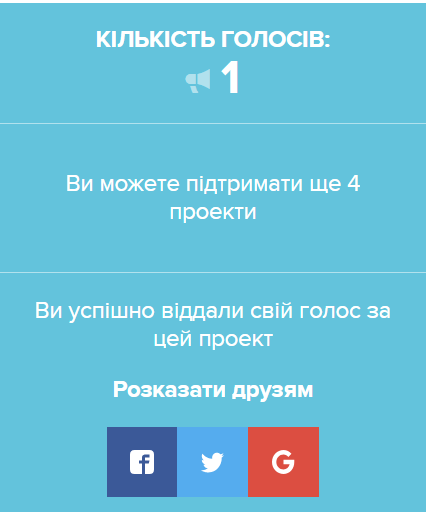 КІЛЬКІСТЬ ГОЛОСІВ:
1
Ви можете підтримати ще 4
проекти
Ви успішно віддали свій голос за
цей проект
Розказати друзям